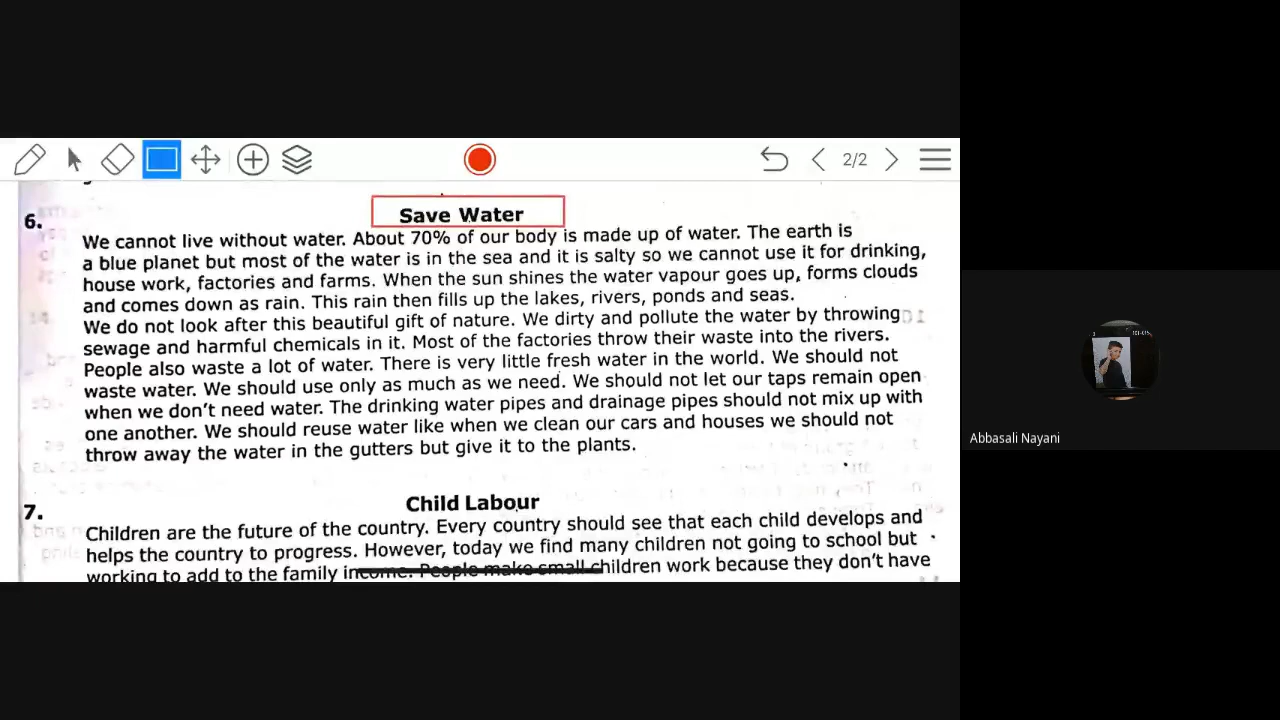 2/2
6.
Save Water
We cannot live without water. About 70% of our body is made up of water. The earth is
a blue planet but most of the water is in the sea and it is salty so we cannot use it for drinking,
house work, factories and farms. When the sun shines the water vapour goes up, forms clouds
and comes down as rain. This rain then fills up the lakes, rivers, ponds and seas.
We do not look after this beautiful gift of nature. We dirty and pollute the water by throwing
sewage and harmful chemicals in it. Most of the factories throw their waste into the rivers.
People also waste a lot of water. There is very little fresh water in the world. We should not
waste water. We should use only as much as we need. We should not let our taps remain open
when we don't need water. The drinking water pipes and drainage pipes should not mix up with
one another. We should reuse water like when we clean our cars and houses we should not
throw away the water in the gutters but give it to the plants.
7.
Child Labour
Children are the future of the country. Every country should see that each child develops and
helps the country to progress. However, today we find many children not going to school but
working to add to the family income. People make small children work because they don't have
Abbasali Nayani